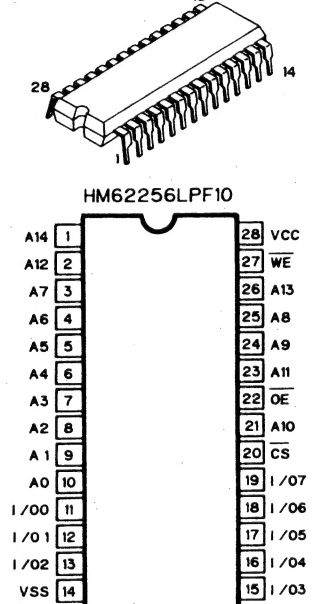 28
14
1
HM62256LPF10
A14 1 28 VCC
A12 2 27 WE
A7 3 26 A13
A6 4 25 A8
A5 5 24 A9
A4 6 23 A11
A3 7 22 OE
A2 8 21 A10
A1 9 20 CS
A0 10 19 I/07
I/00 11 18 I/06
I/01 12 17 I/05
I/02 13 16 I/04
VSS 14 15 I/03